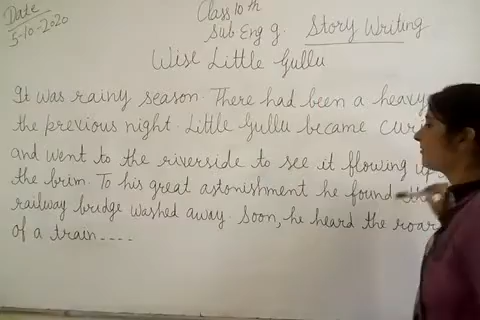 Date
5-10-2020
Class 10th
Sub Eng g. Story Writing
Wise Little Gullu
It was rainy season. There had been a heavy
the previous night. Little Gullu became
and went to the riverside to see it flowing up
the brim. To his great astonishment he found the
railway bridge washed away. Soon, he heard the roar
of a train----